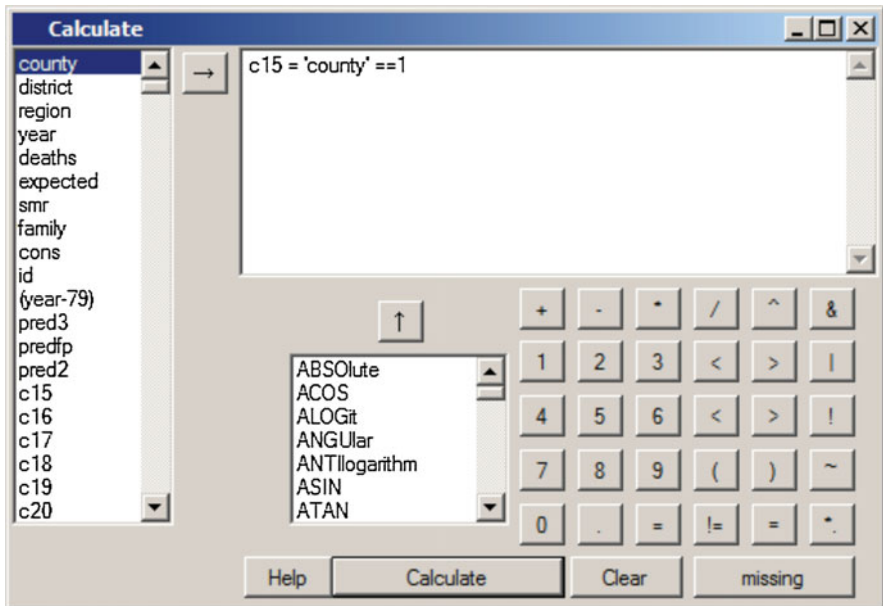 Calculate
county
district
region
year
deaths
expected
smr
family
cons
id
(year-79)
pred3
predfp
pred2
c15
c16
c17
c18
c19
c20
→
c15 = "county" ==1
↑
ABSOlute
ACOS
ALOGit
ANGUlar
ANTIlogarithm
ASIN
ATAN
+ - * / ^ &
1 2 3 < > |
4 5 6 < > !
7 8 9 ( ) ~
0 . = != = *.
Help Calculate Clear missing